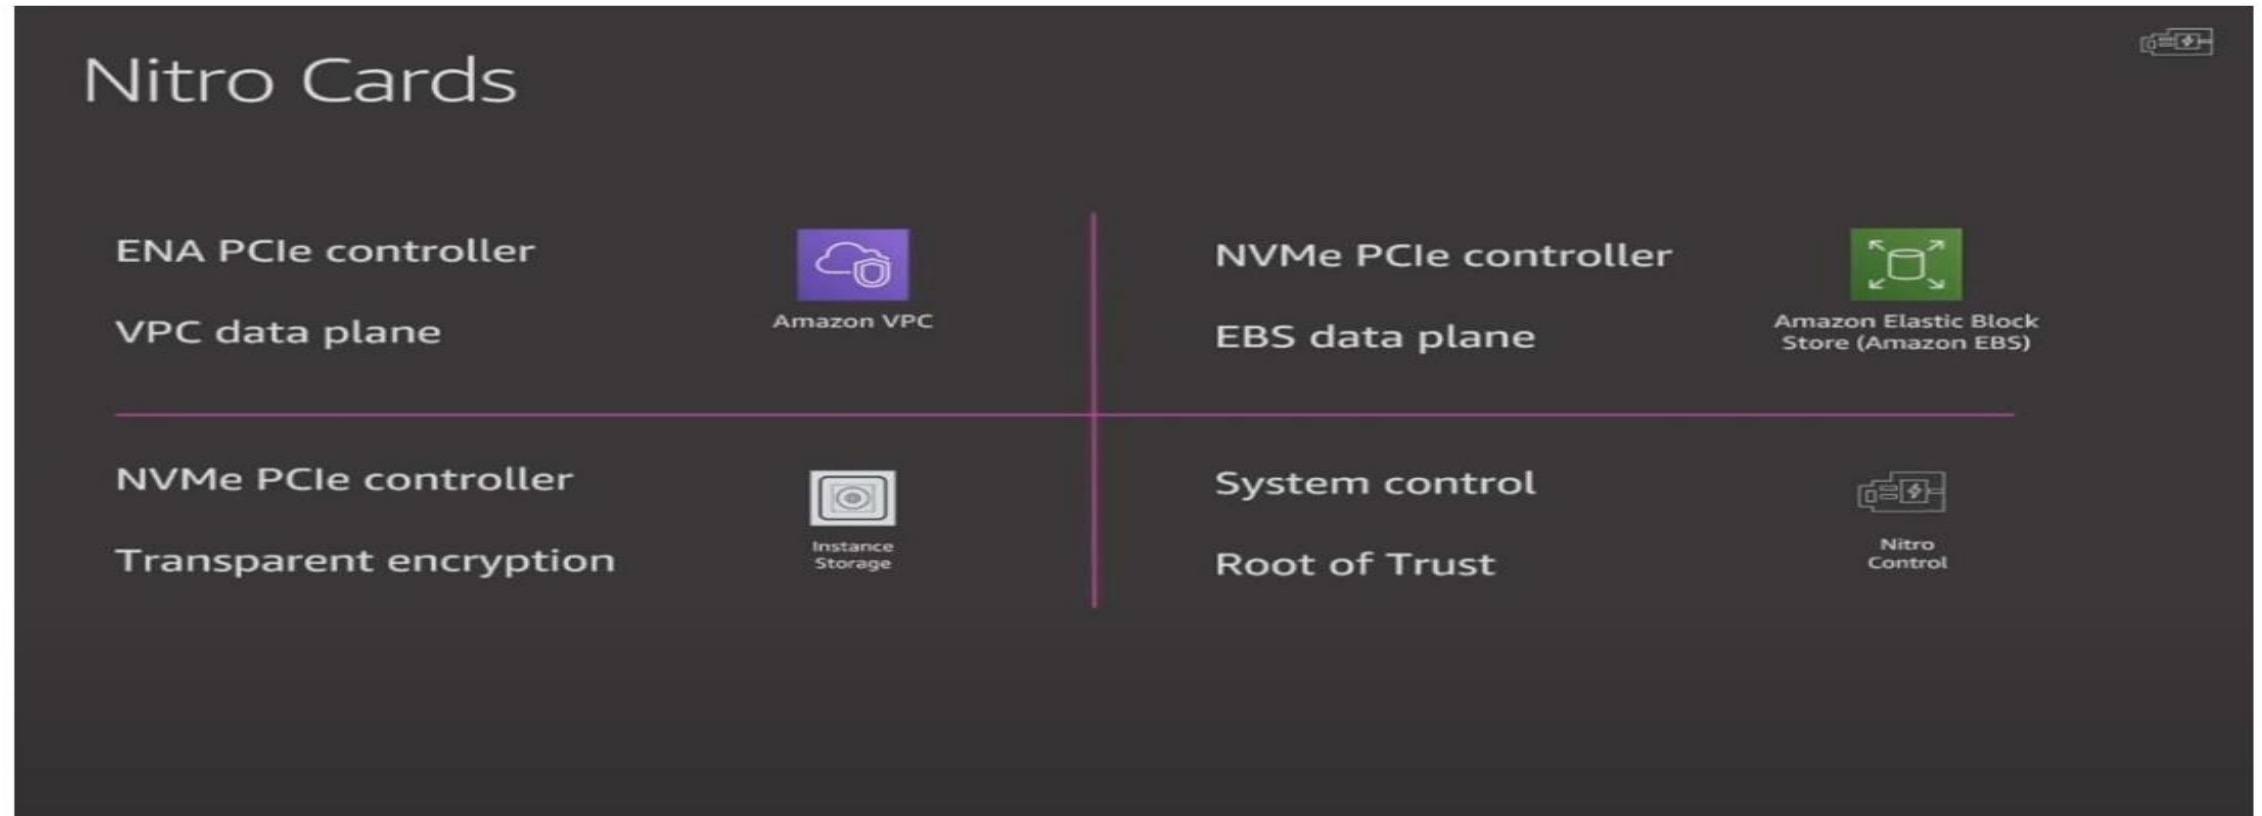 Nitro Cards
ENA PCIe controller
VPC data plane
Amazon VPC
NVMe PCIe controller
EBS data plane
Amazon Elastic Block
Store (Amazon EBS)
NVMe PCIe controller
Transparent encryption
Instance
Storage
System control
Root of Trust
Nitro
Control